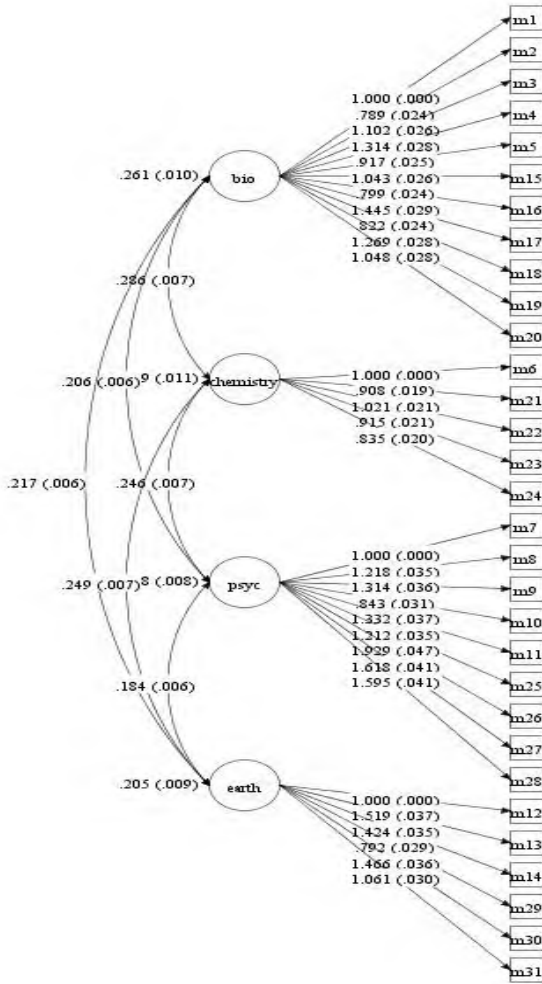 m1
m2
m3
m4
m5
m15
m16
m17
m18
m19
m20
1.000 (.000)
.789 (.024)
1.102 (.026)
1.314 (.028)
.917 (.025)
1.043 (.026)
.799 (.024)
1.445 (.029)
.822 (.024)
1.269 (.028)
1.048 (.028)
.261 (.010)
bio
.286 (.007)
m6
m21
m22
m23
m24
1.000 (.000)
.908 (.019)
1.021 (.021)
.915 (.021)
.835 (.020)
.206 (.006)
9 (.011)
chemistry
.217 (.006)
.246 (.007)
m7
m8
m9
m10
m11
m25
m26
m27
m28
1.000 (.000)
1.218 (.035)
1.314 (.036)
.843 (.031)
1.332 (.037)
1.212 (.035)
1.929 (.047)
1.618 (.041)
1.595 (.041)
.249 (.007)
8 (.008)
psyc
.184 (.006)
.205 (.009)
earth
1.000 (.000)
1.519 (.037)
1.424 (.035)
.792 (.029)
1.466 (.036)
1.061 (.030)
m12
m13
m14
m29
m30
m31